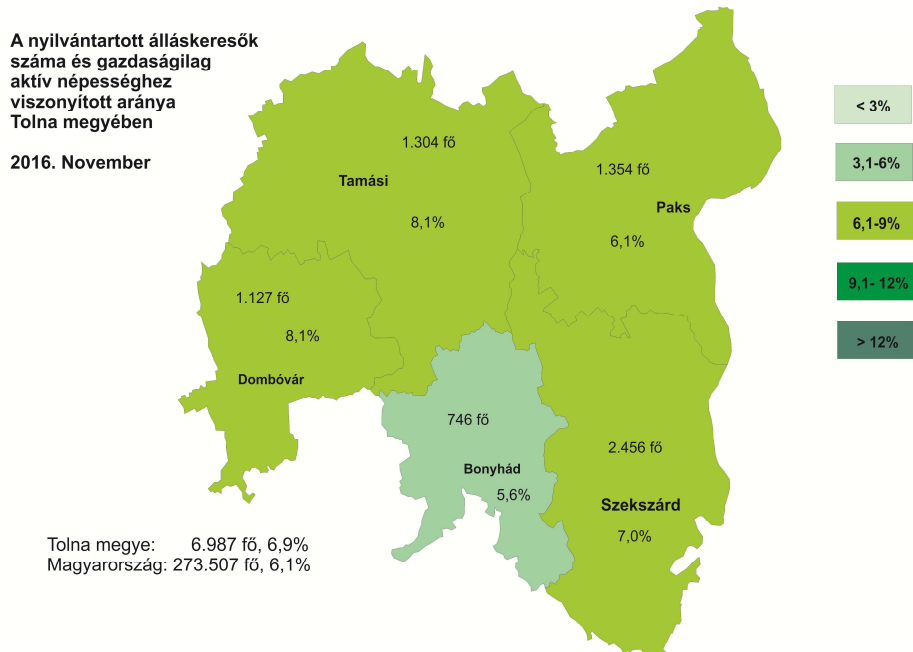 A nyilvántartott álláskeresők
száma és gazdaságilag
aktív népességhez
viszonyított aránya
Tolna megyében
2016. November
1.304 fő
Tamási
8,1%
1.354 fő
Paks
6,1%
1.127 fő
8,1%
Dombóvár
746 fő
Bonyhád
5,6%
2.456 fő
Szekszárd
7,0%
< 3%
3,1-6%
6,1-9%
9,1- 12%
> 12%
Tolna megye: 6.987 fő, 6,9%
Magyarország: 273.507 fő, 6,1%